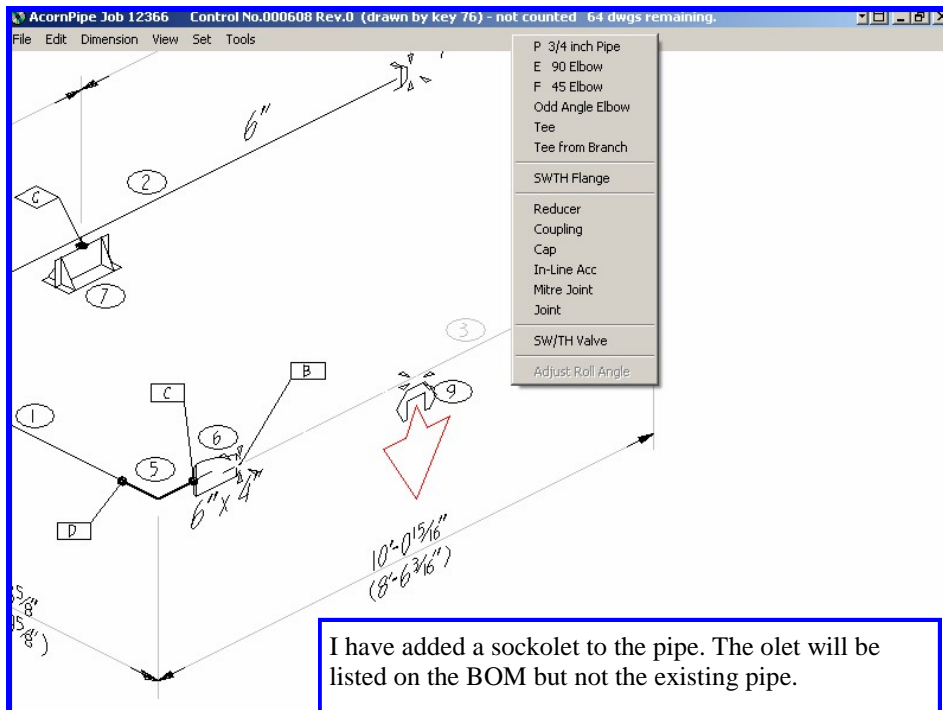 AcornPipe Job 12366 Control No.000608 Rev.0 (drawn by key 76) - not counted 64 dwgs remaining.
File Edit Dimension View Set Tools
P 3/4 inch Pipe
E 90 Elbow
F 45 Elbow
Odd Angle Elbow
Tee
Tee from Branch
SWTH Flange
Reducer
Coupling
Cap
In-Line Acc
Mitre Joint
Joint
SW/TH Valve
Adjust Roll Angle
6"
2
G
7
3
B
C
9
1
6
5
6" X 4"
D
10'-0 15/16"
(8'-6 3/16")
5/8"
5/8")
I have added a sockolet to the pipe. The olet will be
listed on the BOM but not the existing pipe.